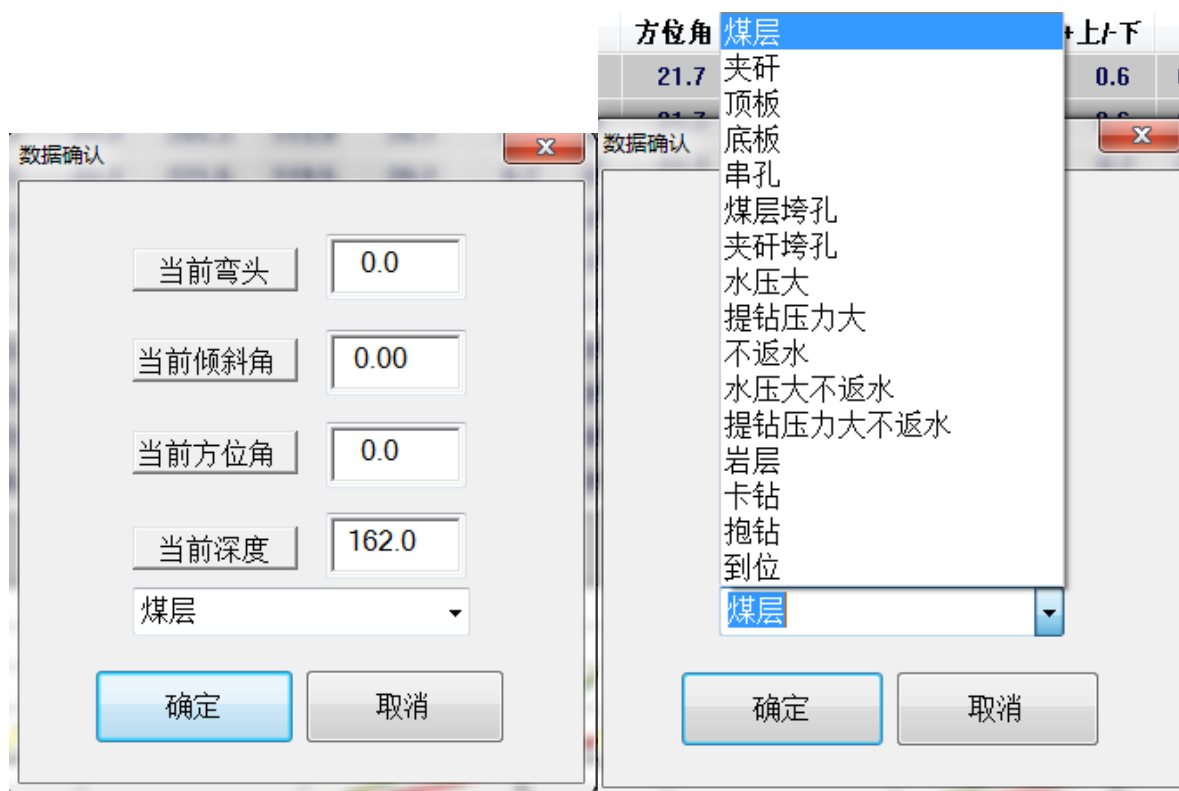 方位角
+上/-下
21.7
0.6
数据确认
当前弯头
0.0
当前倾斜角
0.00
当前方位角
0.0
当前深度
162.0
煤层
确定
取消
数据确认
煤层
夹矸
顶板
底板
串孔
煤层垮孔
夹矸垮孔
水压大
提钻压力大
不返水
水压大不返水
提钻压力大不返水
岩层
卡钻
抱钻
到位
煤层
确定
取消